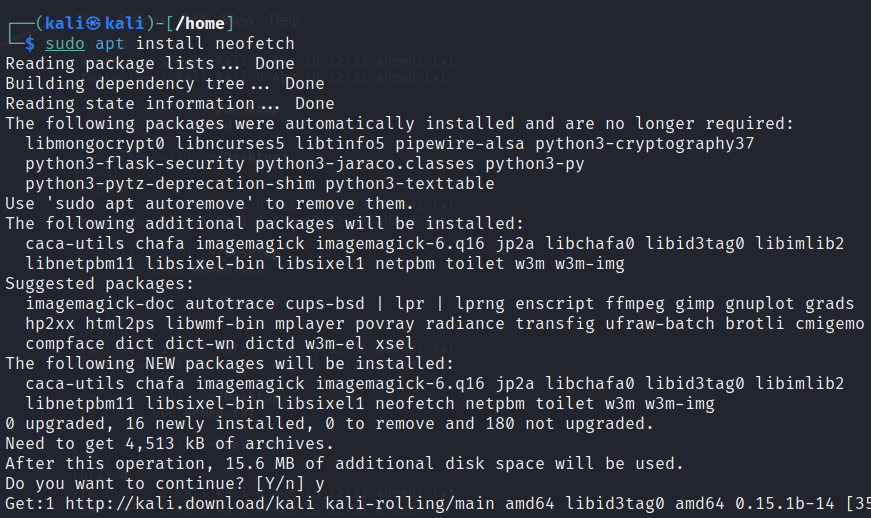 ┌──(kali㉿kali)-[/home]
└─$ sudo apt install neofetch
Reading package lists... Done
Building dependency tree... Done
Reading state information... Done
The following packages were automatically installed and are no longer required:
  libmongocrypt0 libncurses5 libtinfo5 pipewire-alsa python3-cryptography37
  python3-flask-security python3-jaraco.classes python3-py
  python3-pytz-deprecation-shim python3-texttable
Use 'sudo apt autoremove' to remove them.
The following additional packages will be installed:
  caca-utils chafa imagemagick imagemagick-6.q16 jp2a libchafa0 libid3tag0 libimlib2
  libnetpbm11 libsixel-bin libsixel1 netpbm toilet w3m w3m-img
Suggested packages:
  imagemagick-doc autotrace cups-bsd | lpr | lprng enscript ffmpeg gimp gnuplot grads
  hp2xx html2ps libwmf-bin mplayer povray radiance transfig ufraw-batch brotli cmigemo
  compface dict dict-wn dictd w3m-el xsel
The following NEW packages will be installed:
  caca-utils chafa imagemagick imagemagick-6.q16 jp2a libchafa0 libid3tag0 libimlib2
  libnetpbm11 libsixel-bin libsixel1 neofetch netpbm toilet w3m w3m-img
0 upgraded, 16 newly installed, 0 to remove and 180 not upgraded.
Need to get 4,513 kB of archives.
After this operation, 15.6 MB of additional disk space will be used.
Do you want to continue? [Y/n] y
Get:1 http://kali.download/kali kali-rolling/main amd64 libid3tag0 amd64 0.15.1b-14 [35